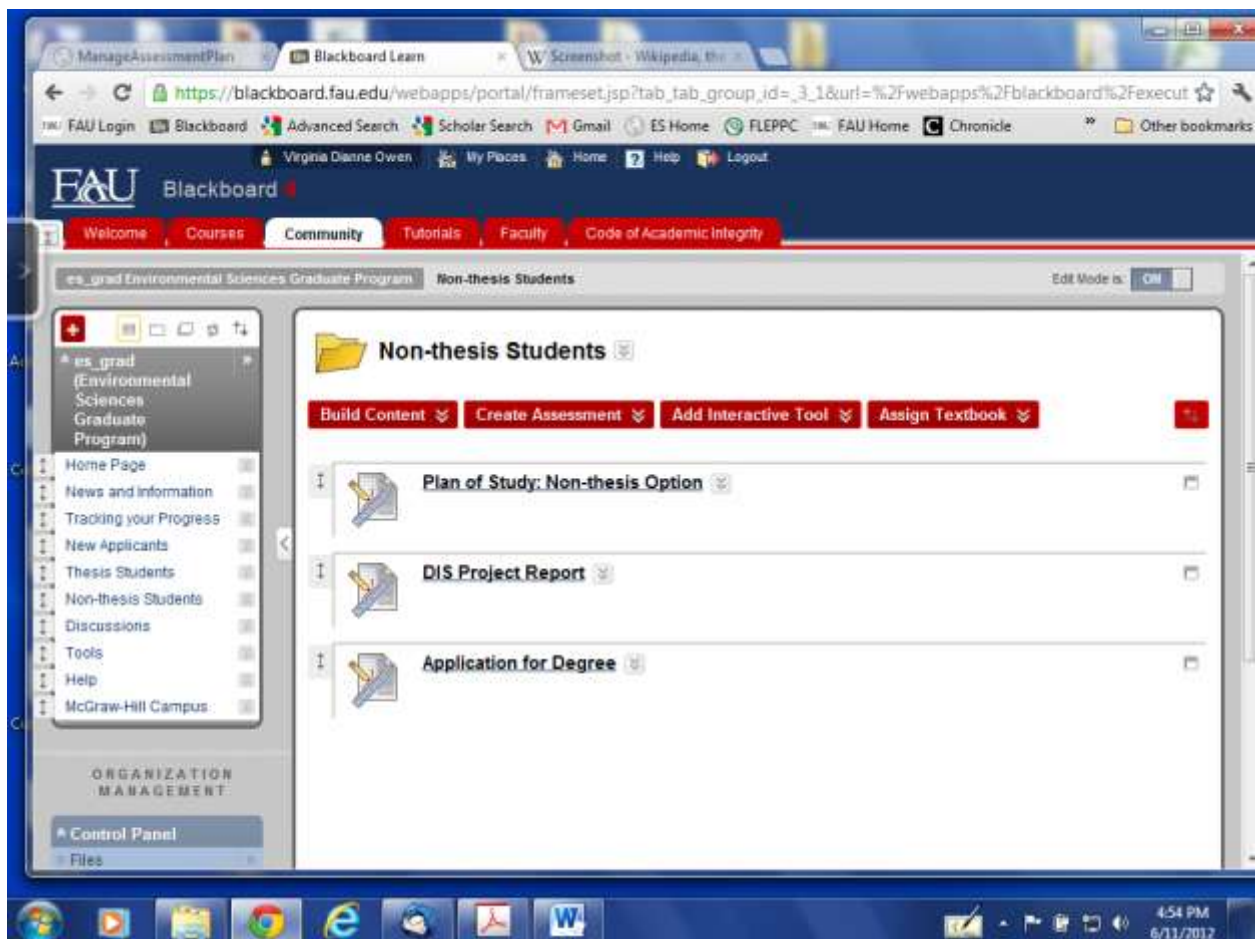 ManageAssessmentPlan
Blackboard Learn
Screenshot - Wikipedia, the
https://blackboard.fau.edu/webapps/portal/frameset.jsp?tab_tab_group_id=_3_1&url=%2Fwebapps%2Fblackboard%2Fexecut
FAU Login Blackboard Advanced Search Scholar Search Gmail ES Home FLEPPC FAU Home Chronicle » Other bookmarks
Virginia Dianne Owen My Places Home Help Logout
FAU Blackboard
Welcome Courses Community Tutorials Faculty Code of Academic Integrity
es_grad Environmental Sciences Graduate Program Non-thesis Students Edit Mode is: ON
es_grad
(Environmental
Sciences
Graduate
Program)
Home Page
News and Information
Tracking your Progress
New Applicants
Thesis Students
Non-thesis Students
Discussions
Tools
Help
McGraw-Hill Campus
ORGANIZATION
MANAGEMENT
Control Panel
Files
Non-thesis Students
Build Content Create Assessment Add Interactive Tool Assign Textbook
Plan of Study: Non-thesis Option
DIS Project Report
Application for Degree
4:54 PM
6/11/2012